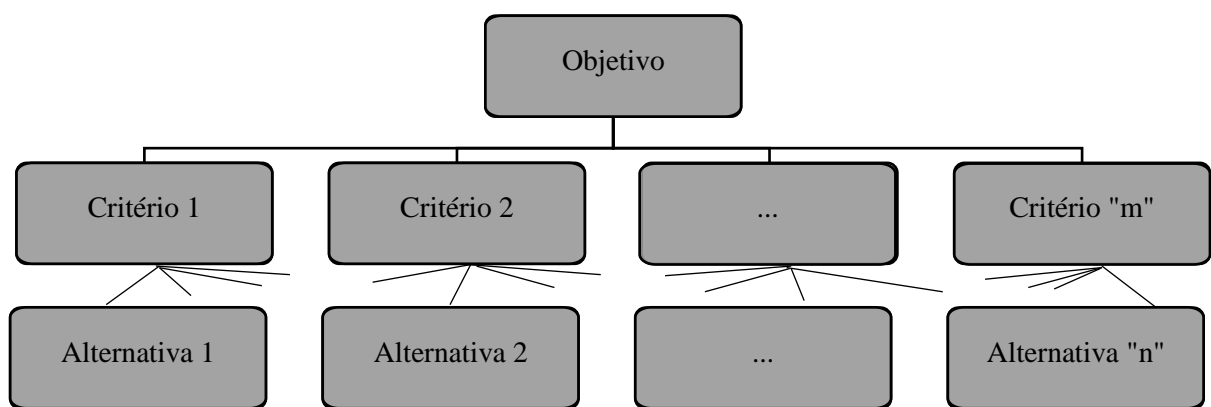 Objetivo
Critério 1
Critério 2
...
Critério "m"
Alternativa 1
Alternativa 2
...
Alternativa "n"